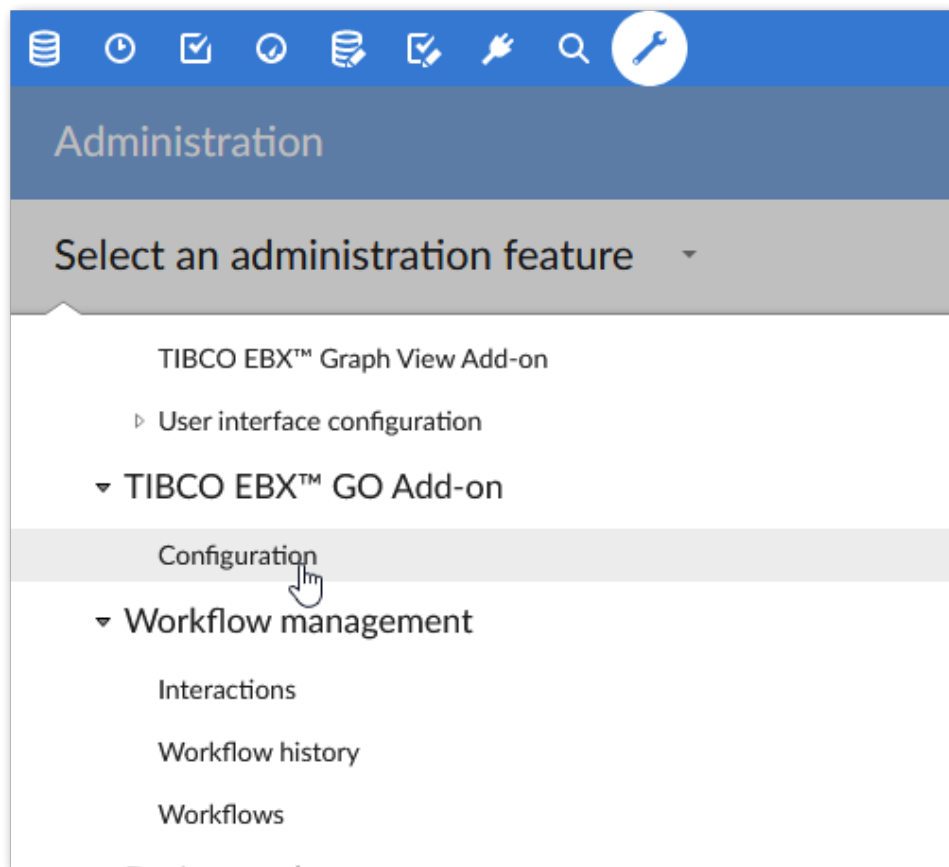 Administration
Select an administration feature
TIBCO EBX™ Graph View Add-on
User interface configuration
TIBCO EBX™ GO Add-on
Configuration
Workflow management
Interactions
Workflow history
Workflows